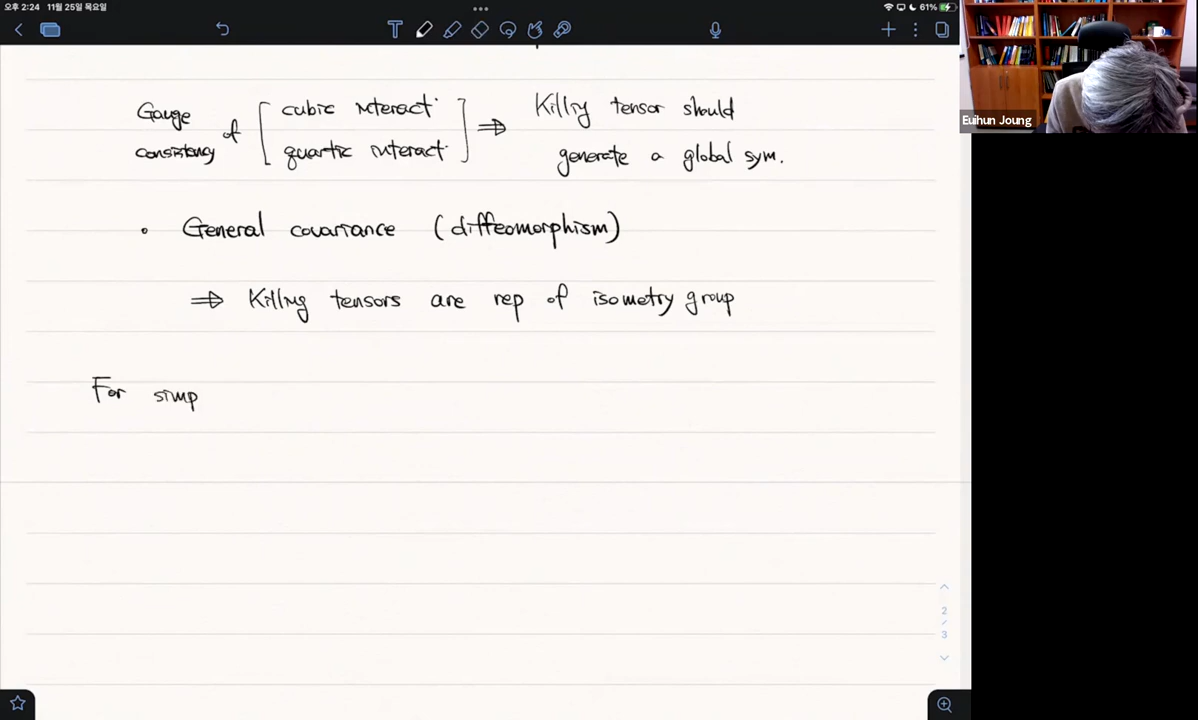 오후 2:24 11월 25일 목요일
61%
Gauge consistency of [ cubic interact. quartic interact. ] ⇒ Killing tensor should generate a global sym.
• General covariance (diffeomorphism)
⇒ Killing tensors are rep of isometry group
For simp
Euihun Joung
2
/
3